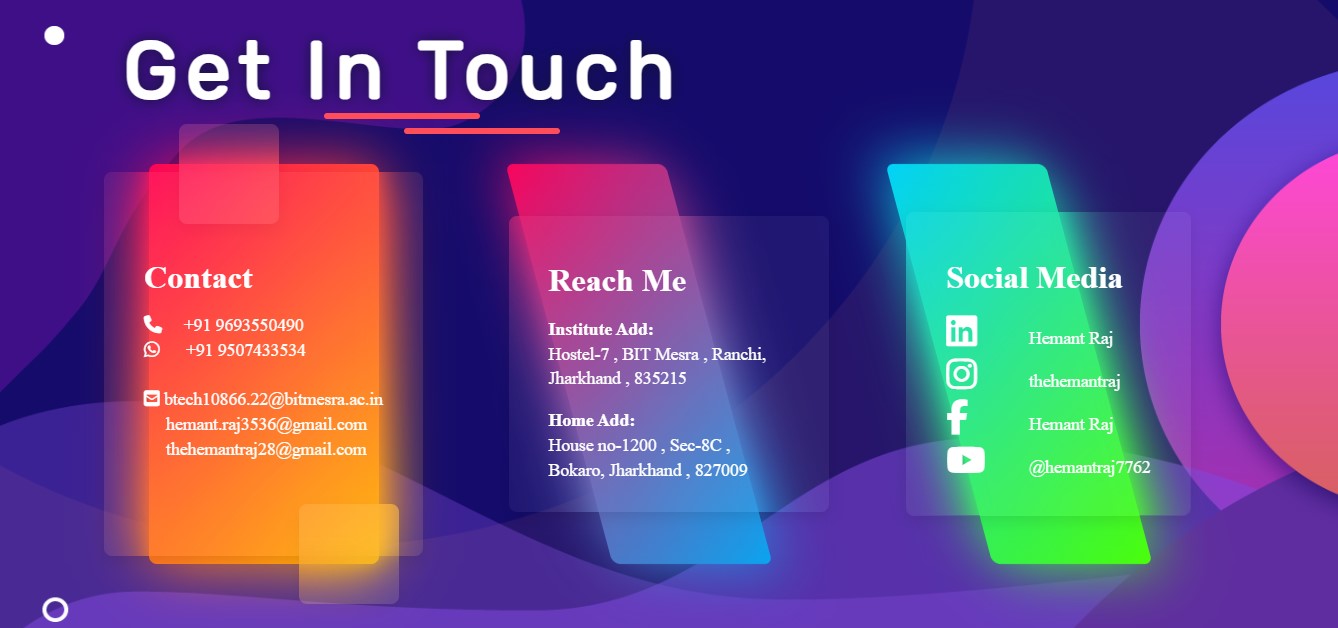 Get In Touch
Contact
+91 9693550490
+91 9507433534
btech10866.22@bitmesra.ac.in
hemant.raj3536@gmail.com
thehemantraj28@gmail.com
Reach Me
Institute Add:
Hostel-7 , BIT Mesra , Ranchi,
Jharkhand , 835215
Home Add:
House no-1200 , Sec-8C ,
Bokaro, Jharkhand , 827009
Social Media
in
Hemant Raj
thehemantraj
f
Hemant Raj
@hemantraj7762